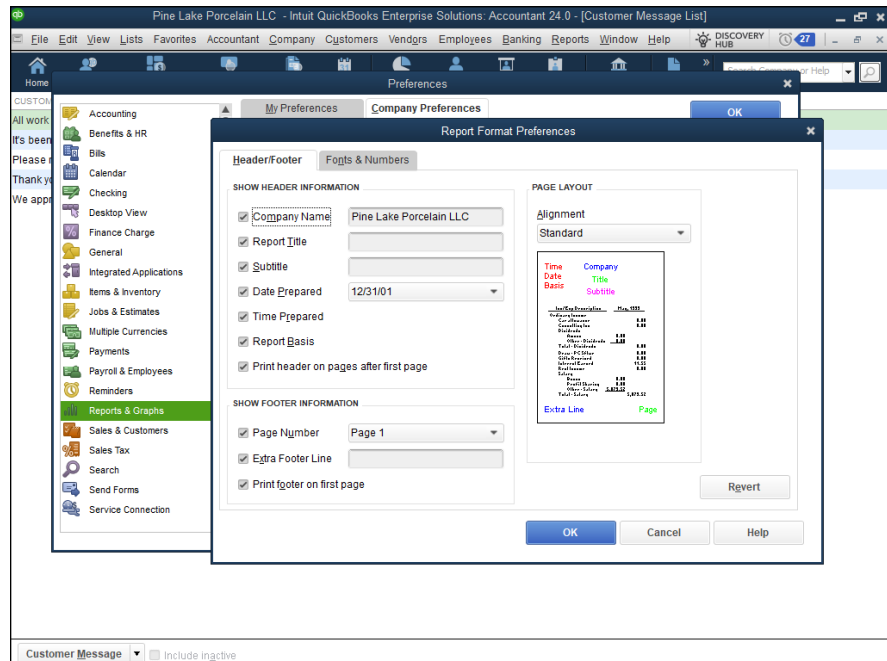 qb Pine Lake Porcelain LLC - Intuit QuickBooks Enterprise Solutions: Accountant 24.0 - [Customer Message List]
File Edit View Lists Favorites Accountant Company Customers Vendors Employees Banking Reports Window Help DISCOVERY HUB 27
Home
»
Preferences
CUSTOM
All work
It's been
Please
Thank
We appr
Accounting
Benefits & HR
Bills
Calendar
Checking
Desktop View
Finance Charge
General
Integrated Applications
Items & Inventory
Jobs & Estimates
Multiple Currencies
Payments
Payroll & Employees
Reminders
Reports & Graphs
Sales & Customers
Sales Tax
Search
Send Forms
Service Connection
My Preferences Company Preferences
OK
Report Format Preferences
Header/Footer Fonts & Numbers
SHOW HEADER INFORMATION
Company Name Pine Lake Porcelain LLC
Report Title
Subtitle
Date Prepared 12/31/01
Time Prepared
Report Basis
Print header on pages after first page
SHOW FOOTER INFORMATION
Page Number Page 1
Extra Footer Line
Print footer on first page
PAGE LAYOUT
Alignment
Standard
Time Company
Date Title
Basis Subtitle
Extra Line Page
Revert
OK Cancel Help
Customer Message Include inactive